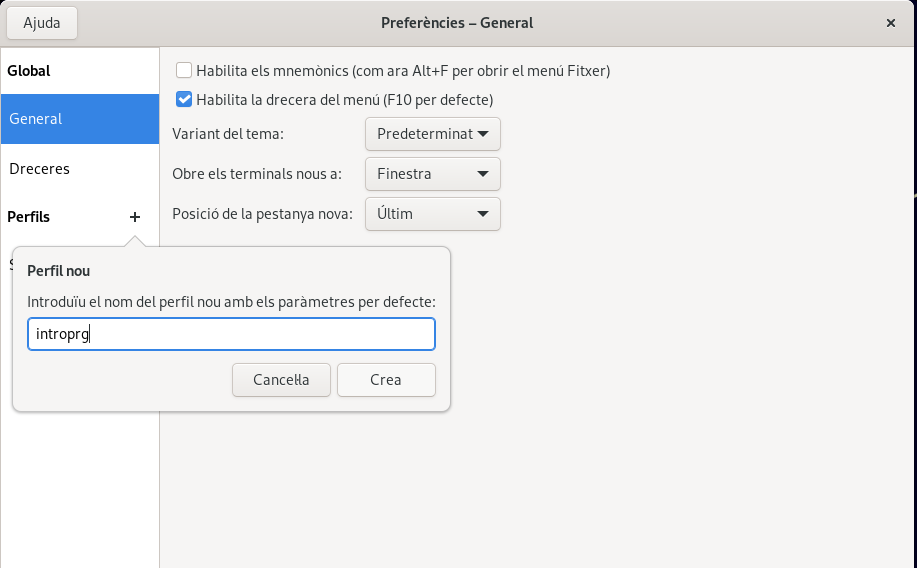 Ajuda
Preferències – General
Global
General
Dreceres
Perfils
Habilita els mnemònics (com ara Alt+F per obrir el menú Fitxer)
Habilita la drecera del menú (F10 per defecte)
Variant del tema: Predeterminat
Obre els terminals nous a: Finestra
Posició de la pestanya nova: Últim
Perfil nou
Introduïu el nom del perfil nou amb els paràmetres per defecte:
introprg
Canceŀla Crea